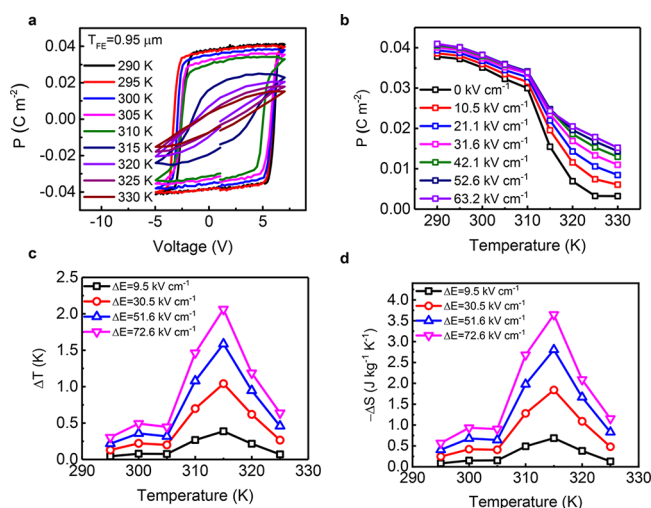 a
T_FE=0.95 μm
290 K
295 K
300 K
305 K
310 K
315 K
320 K
325 K
330 K
0.04
0.02
0.00
-0.02
-0.04
P (C m⁻²)
-10
-5
0
5
Voltage (V)
b
0.04
0.03
0.02
0.01
0.00
P (C m⁻²)
0 kV cm⁻¹
10.5 kV cm⁻¹
21.1 kV cm⁻¹
31.6 kV cm⁻¹
42.1 kV cm⁻¹
52.6 kV cm⁻¹
63.2 kV cm⁻¹
290
300
310
320
330
Temperature (K)
c
ΔE=9.5 kV cm⁻¹
ΔE=30.5 kV cm⁻¹
ΔE=51.6 kV cm⁻¹
ΔE=72.6 kV cm⁻¹
2.5
2.0
1.5
1.0
0.5
0.0
ΔT (K)
290
300
310
320
330
Temperature (K)
d
ΔE=9.5 kV cm⁻¹
ΔE=30.5 kV cm⁻¹
ΔE=51.6 kV cm⁻¹
ΔE=72.6 kV cm⁻¹
4.0
3.5
3.0
2.5
2.0
1.5
1.0
0.5
0.0
−ΔS (J kg⁻¹ K⁻¹)
290
300
310
320
330
Temperature (K)